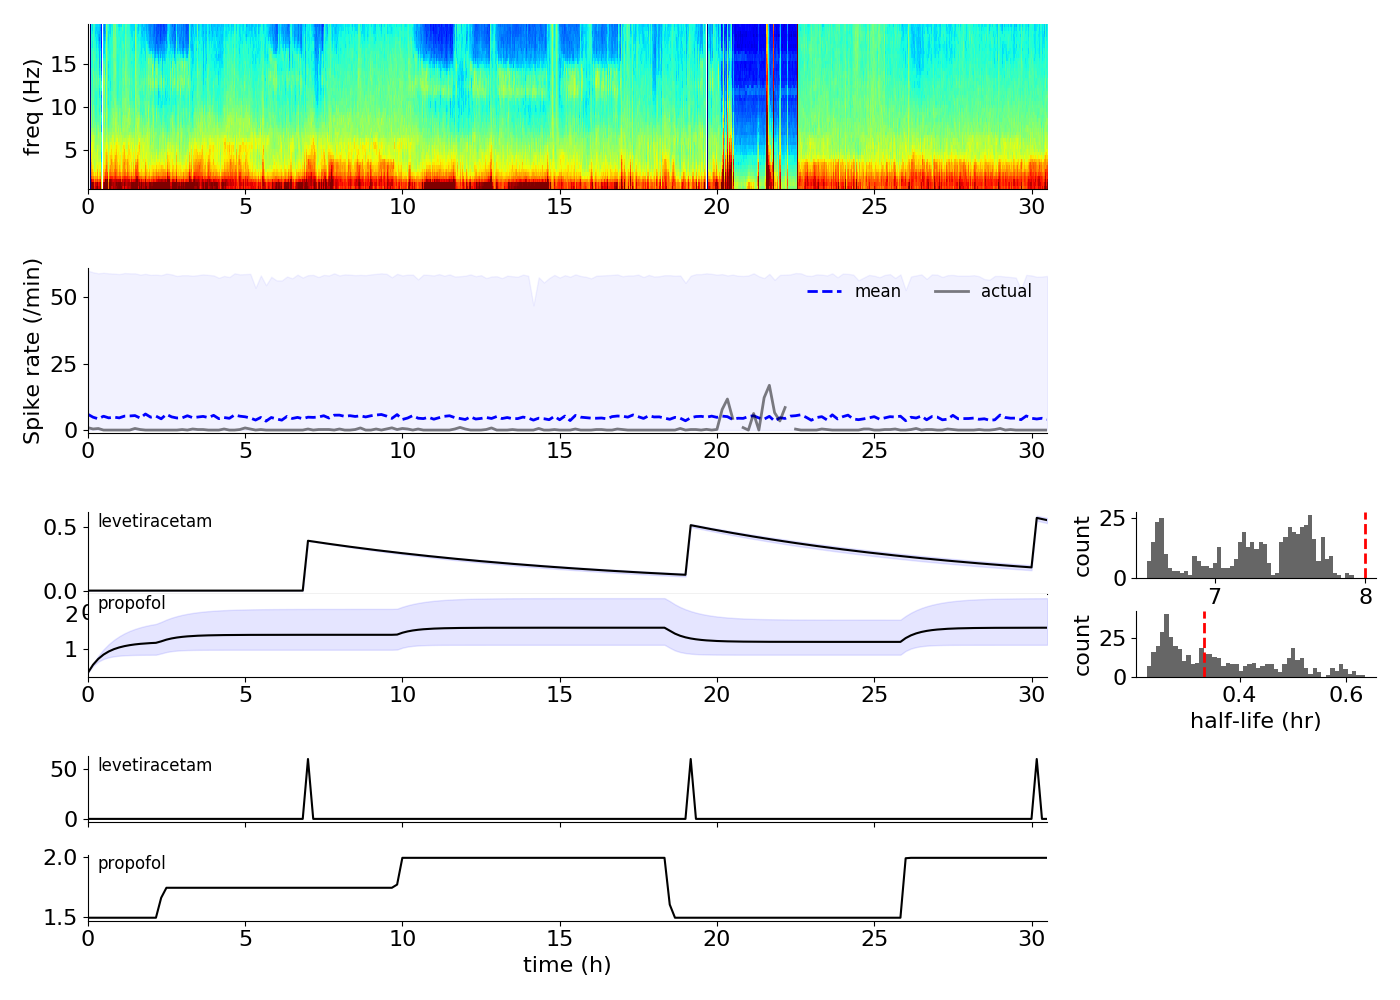 freq (Hz)
15
10
5
0 5 10 15 20 25 30
Spike rate (/min)
50
25
0
mean actual
0 5 10 15 20 25 30
levetiracetam
0.5
0.0
0
propofol
2
1
0 5 10 15 20 25 30
count
25
0
7 8
count
25
0
0.4 0.6
half-life (hr)
levetiracetam
50
0
propofol
2.0
1.5
0 5 10 15 20 25 30
time (h)